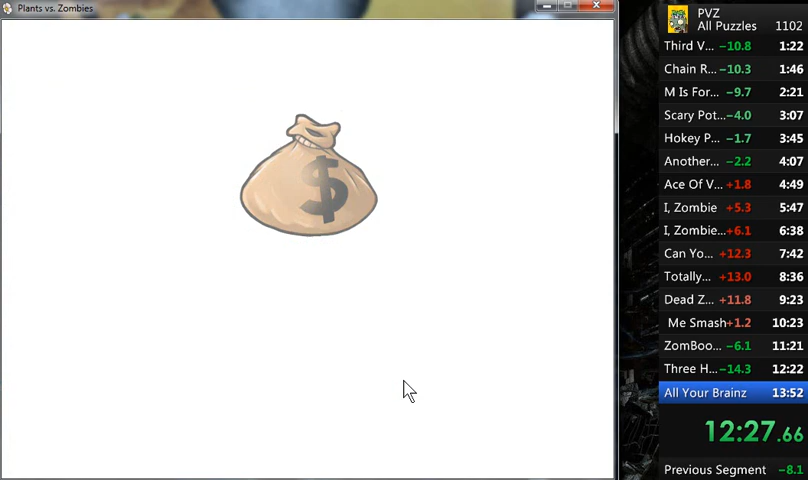 Plants vs. Zombies
PVZ
All Puzzles 1102
Third V... −10.8 1:22
Chain R... −10.3 1:46
M Is For... −9.7 2:21
Scary Pot... −4.0 3:07
Hokey P... −1.7 3:45
Another... −2.2 4:07
Ace Of V... +1.8 4:49
I, Zombie +5.3 5:47
I, Zombie... +6.1 6:38
Can Yo... +12.3 7:42
Totally... +13.0 8:36
Dead Z... +11.8 9:23
Me Smash +1.2 10:23
ZomBoo... −6.1 11:21
Three H... −14.3 12:22
All Your Brainz 13:52
12:27.66
Previous Segment −8.1
$